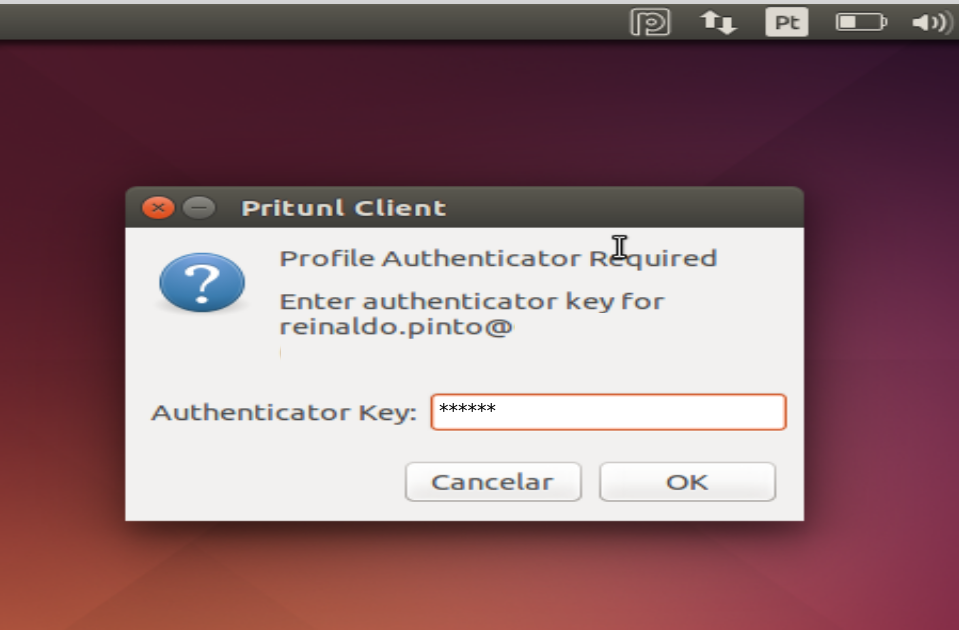 Pt
Pritunl Client
Profile Authenticator Required
Enter authenticator key for
reinaldo.pinto@
Authenticator Key: ******
Cancelar OK